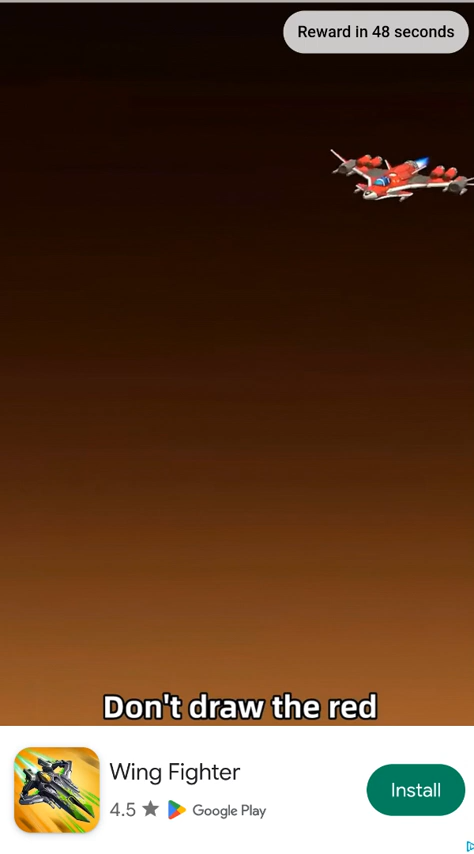 Reward in 48 seconds
Don't draw the red
Wing Fighter
4.5 ★ Google Play
Install